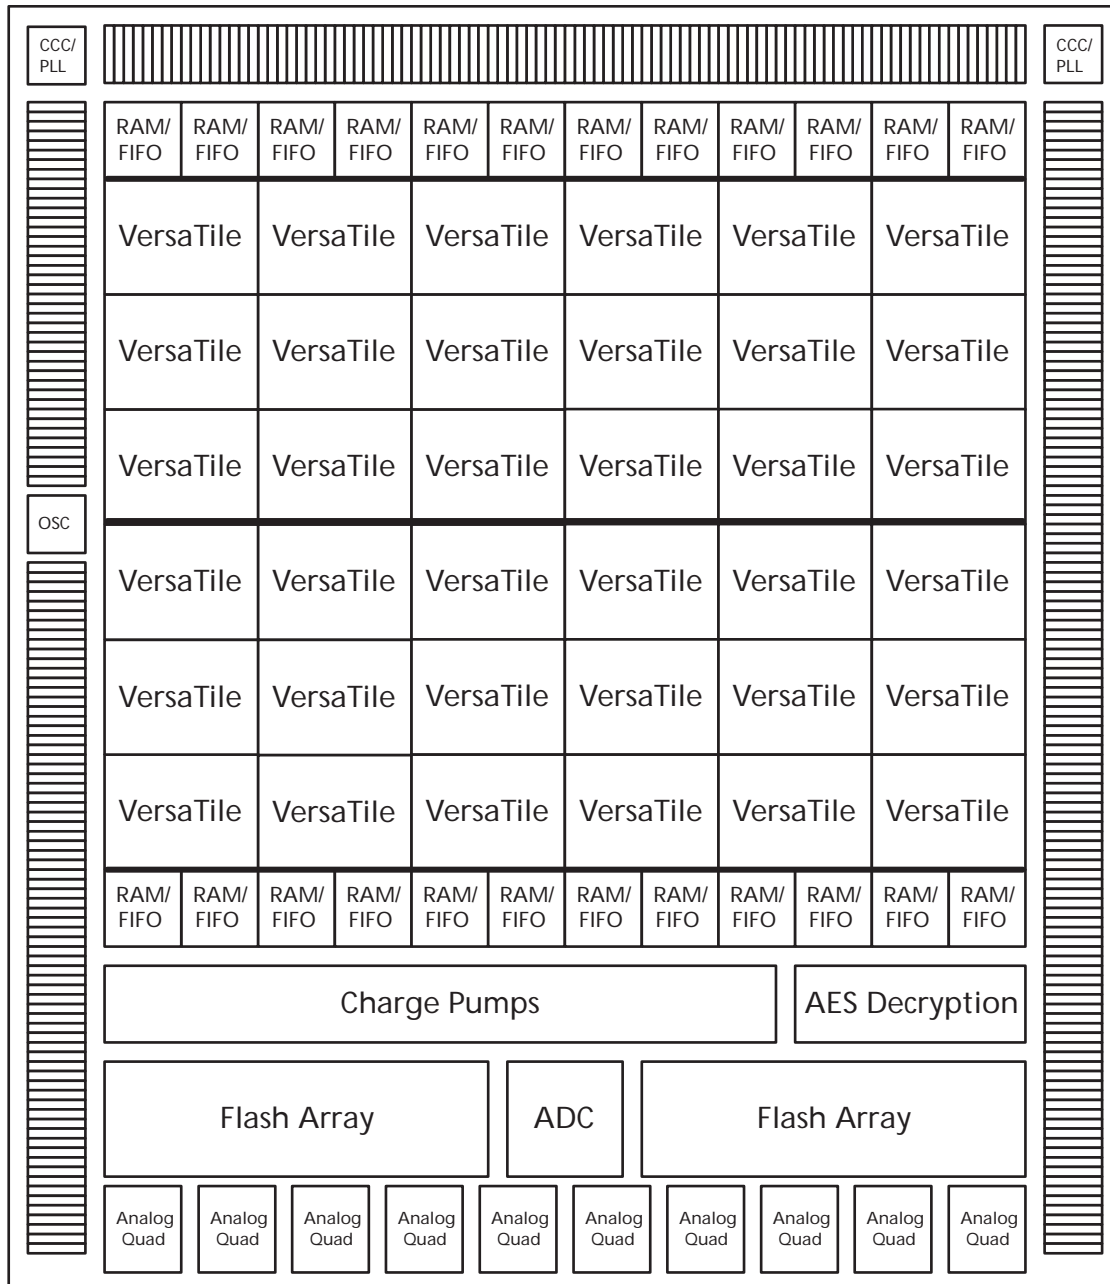 CCC/
PLL
CCC/
PLL
RAM/ RAM/ RAM/ RAM/ RAM/ RAM/ RAM/ RAM/ RAM/ RAM/ RAM/ RAM/
FIFO FIFO FIFO FIFO FIFO FIFO FIFO FIFO FIFO FIFO FIFO FIFO
VersaTile VersaTile VersaTile VersaTile VersaTile VersaTile
VersaTile VersaTile VersaTile VersaTile VersaTile VersaTile
VersaTile VersaTile VersaTile VersaTile VersaTile VersaTile
OSC
VersaTile VersaTile VersaTile VersaTile VersaTile VersaTile
VersaTile VersaTile VersaTile VersaTile VersaTile VersaTile
VersaTile VersaTile VersaTile VersaTile VersaTile VersaTile
RAM/ RAM/ RAM/ RAM/ RAM/ RAM/ RAM/ RAM/ RAM/ RAM/ RAM/ RAM/
FIFO FIFO FIFO FIFO FIFO FIFO FIFO FIFO FIFO FIFO FIFO FIFO
Charge Pumps AES Decryption
Flash Array ADC Flash Array
Analog Analog Analog Analog Analog Analog Analog Analog Analog Analog
Quad Quad Quad Quad Quad Quad Quad Quad Quad Quad